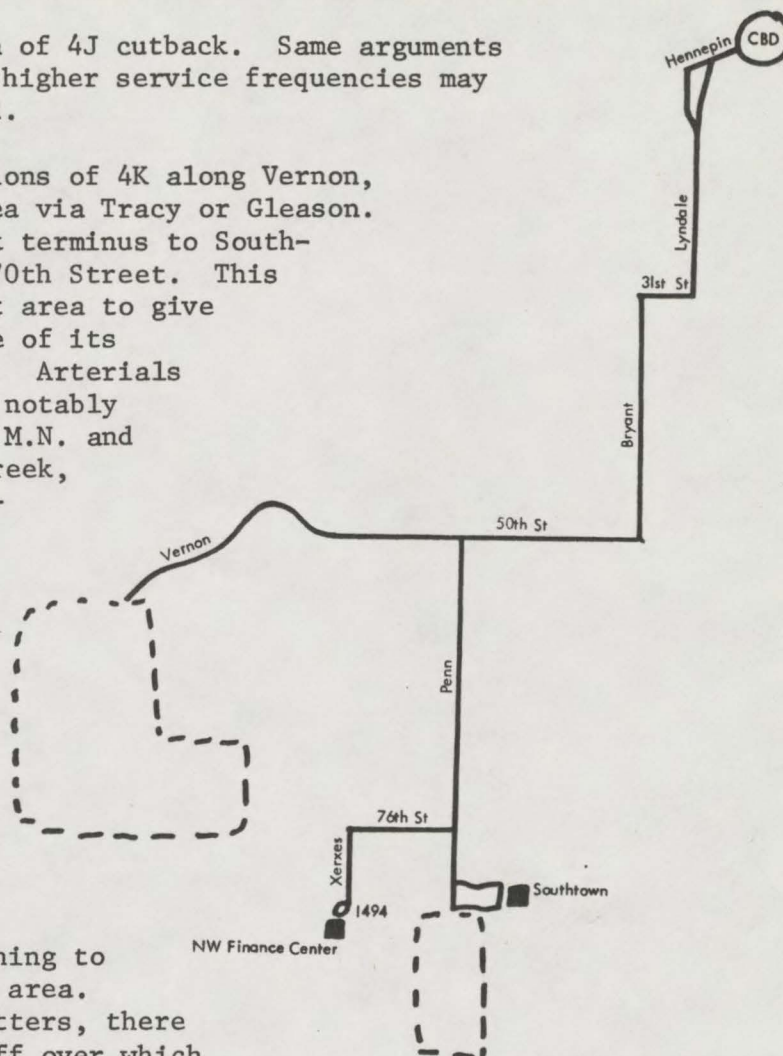 of 4J cutback. Same arguments
higher service frequencies may
ions of 4K along Vernon,
ea via Tracy or Gleason.
t terminus to South-
70th Street. This
t area to give
e of its
Arterials
notably
M.N. and
reek,
CBD
Hennepin
Lyndale
31st St
Bryant
50th St
Vernon
Penn
76th St
Xerxes
I494
Southtown
NW Finance Center
ning to
area.
tters, there
ff over which